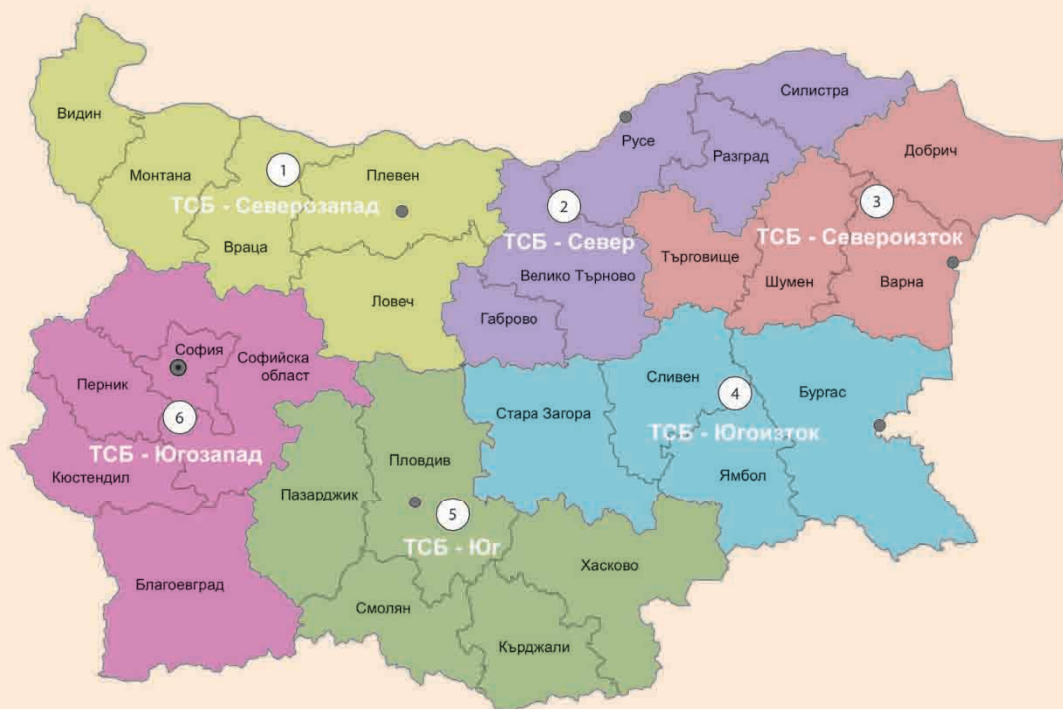 Видин
Монтана
1
Плевен
ТСБ - Северозапад
Враца
Ловеч
Силистра
Русе
Разград
2
ТСБ - Север
Велико Търново
Габрово
Добрич
3
ТСБ - Североизток
Търговище
Шумен
Варна
София
Софийска
област
Перник
6
ТСБ - Югозапад
Кюстендил
Благоевград
Сливен
4
Бургас
Стара Загора
ТСБ - Югоизток
Ямбол
Пловдив
Пазарджик
5
ТСБ - Юг
Хасково
Смолян
Кърджали